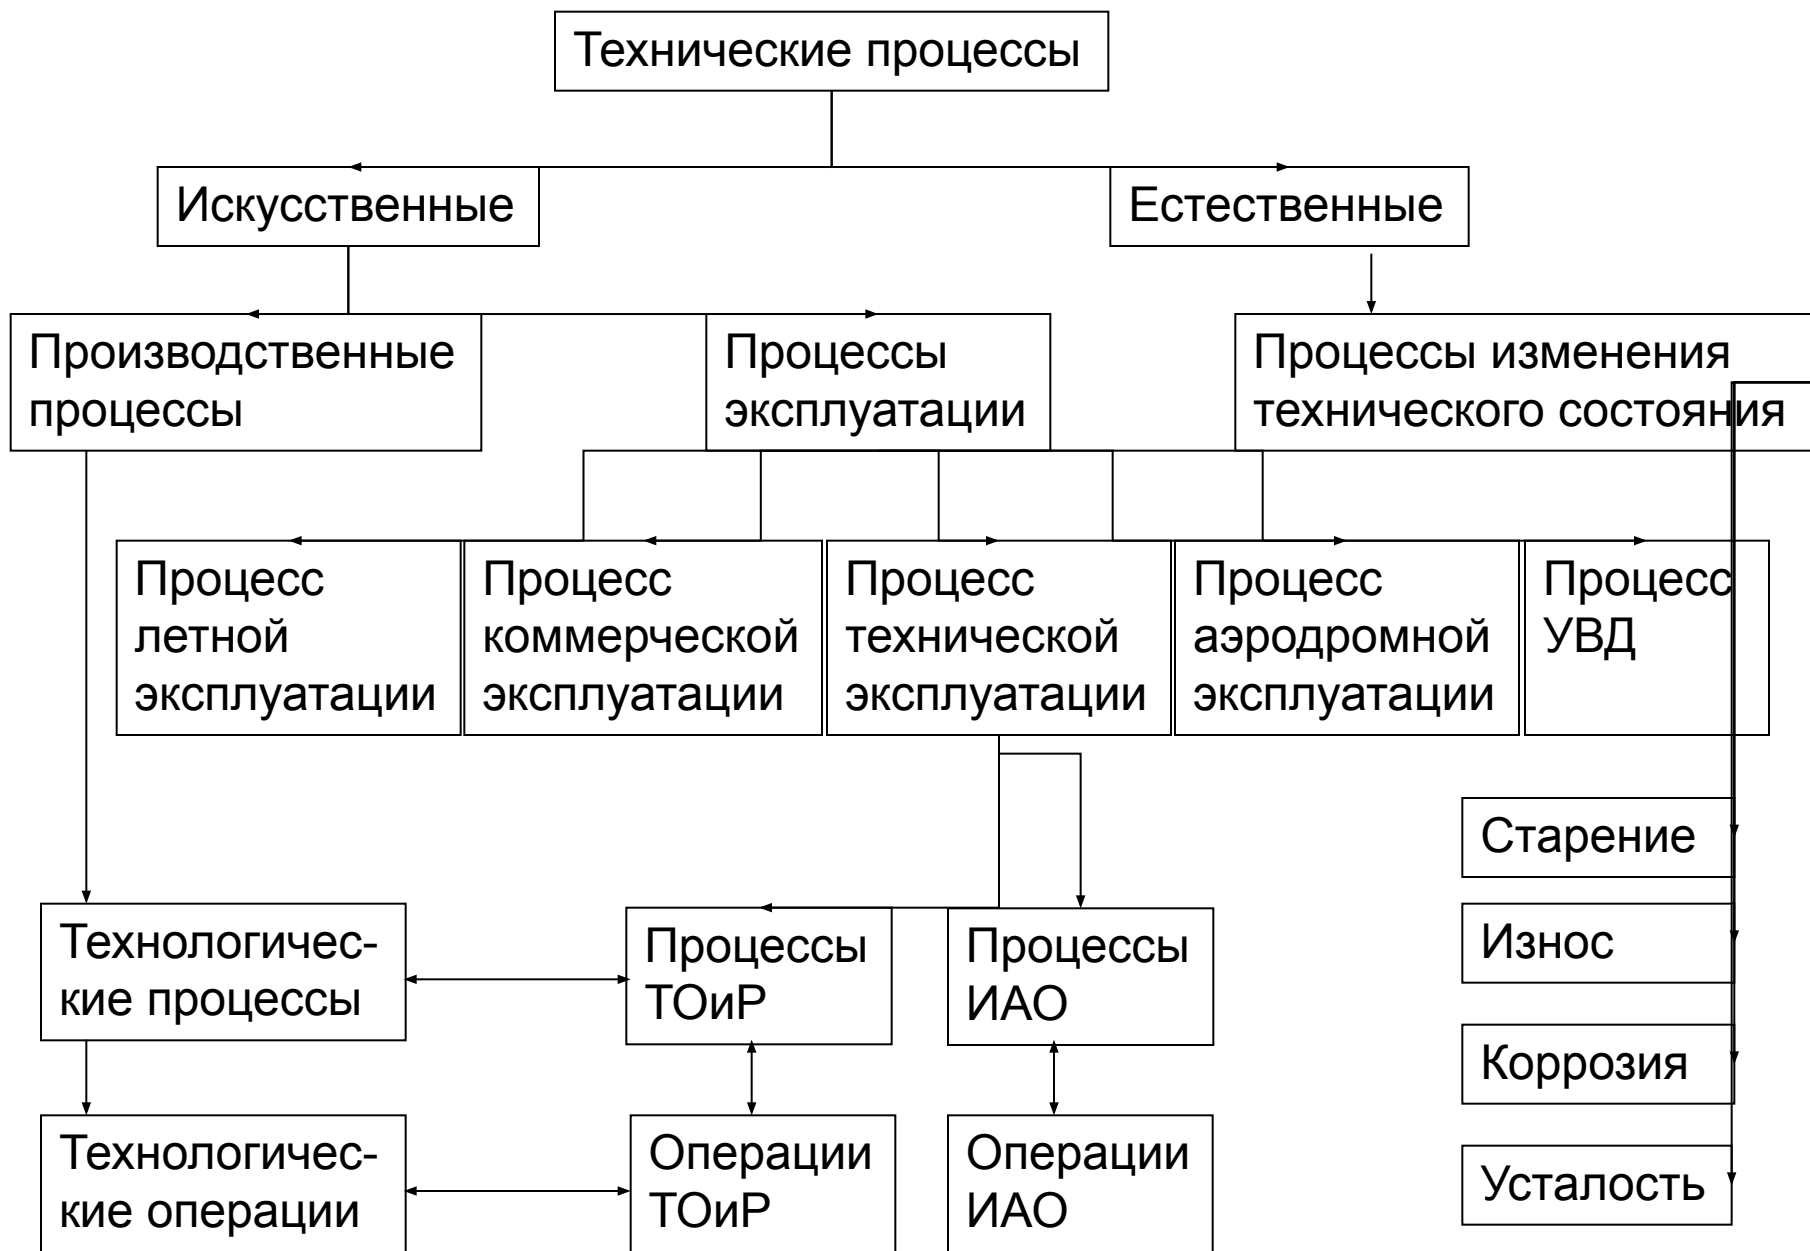 Технические процессы
Искусственные
Естественные
Производственные
процессы
Процессы
эксплуатации
Процессы изменения
технического состояния
Процесс
летной
эксплуатации
Процесс
коммерческой
эксплуатации
Процесс
технической
эксплуатации
Процесс
аэродромной
эксплуатации
Процесс
УВД
Старение
Износ
Коррозия
Усталость
Технологичес-
кие процессы
Процессы
ТОиР
Процессы
ИАО
Технологичес-
кие операции
Операции
ТОиР
Операции
ИАО